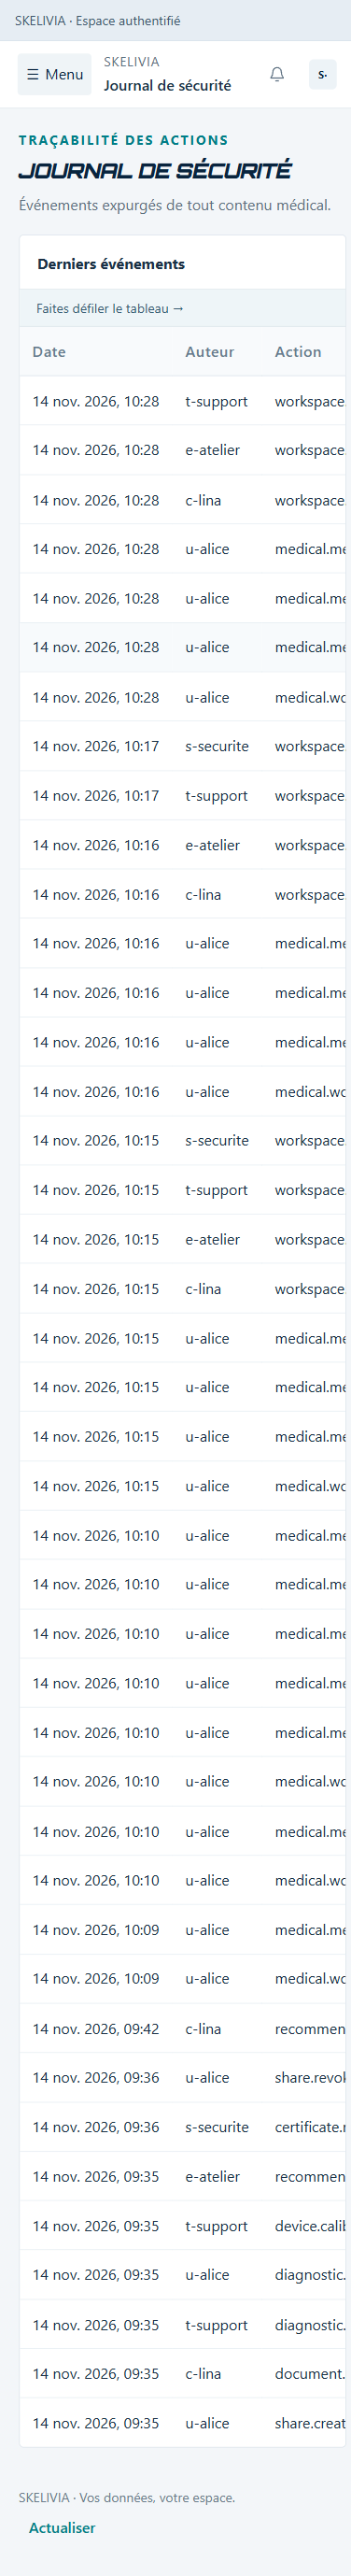 SKELIVIA · Espace authentifié
☰ Menu
SKELIVIA
Journal de sécurité
S·
TRAÇABILITÉ DES ACTIONS
JOURNAL DE SÉCURITÉ
Événements expurgés de tout contenu médical.
Derniers événements
Faites défiler le tableau →
Date Auteur Action
14 nov. 2026, 10:28 t-support workspace.
14 nov. 2026, 10:28 e-atelier workspace.
14 nov. 2026, 10:28 c-lina workspace.
14 nov. 2026, 10:28 u-alice medical.me
14 nov. 2026, 10:28 u-alice medical.me
14 nov. 2026, 10:28 u-alice medical.me
14 nov. 2026, 10:28 u-alice medical.wo
14 nov. 2026, 10:17 s-securite workspace.
14 nov. 2026, 10:17 t-support workspace.
14 nov. 2026, 10:16 e-atelier workspace.
14 nov. 2026, 10:16 c-lina workspace.
14 nov. 2026, 10:16 u-alice medical.me
14 nov. 2026, 10:16 u-alice medical.me
14 nov. 2026, 10:16 u-alice medical.me
14 nov. 2026, 10:16 u-alice medical.wo
14 nov. 2026, 10:15 s-securite workspace.
14 nov. 2026, 10:15 t-support workspace.
14 nov. 2026, 10:15 e-atelier workspace.
14 nov. 2026, 10:15 c-lina workspace.
14 nov. 2026, 10:15 u-alice medical.me
14 nov. 2026, 10:15 u-alice medical.me
14 nov. 2026, 10:15 u-alice medical.me
14 nov. 2026, 10:15 u-alice medical.wo
14 nov. 2026, 10:10 u-alice medical.me
14 nov. 2026, 10:10 u-alice medical.me
14 nov. 2026, 10:10 u-alice medical.me
14 nov. 2026, 10:10 u-alice medical.me
14 nov. 2026, 10:10 u-alice medical.me
14 nov. 2026, 10:10 u-alice medical.wo
14 nov. 2026, 10:10 u-alice medical.me
14 nov. 2026, 10:10 u-alice medical.wo
14 nov. 2026, 10:09 u-alice medical.me
14 nov. 2026, 10:09 u-alice medical.wo
14 nov. 2026, 09:42 c-lina recommen
14 nov. 2026, 09:36 u-alice share.revok
14 nov. 2026, 09:36 s-securite certificate.r
14 nov. 2026, 09:35 e-atelier recommen
14 nov. 2026, 09:35 t-support device.calib
14 nov. 2026, 09:35 u-alice diagnostic.
14 nov. 2026, 09:35 t-support diagnostic.
14 nov. 2026, 09:35 c-lina document.
14 nov. 2026, 09:35 u-alice share.creat
SKELIVIA · Vos données, votre espace.
Actualiser